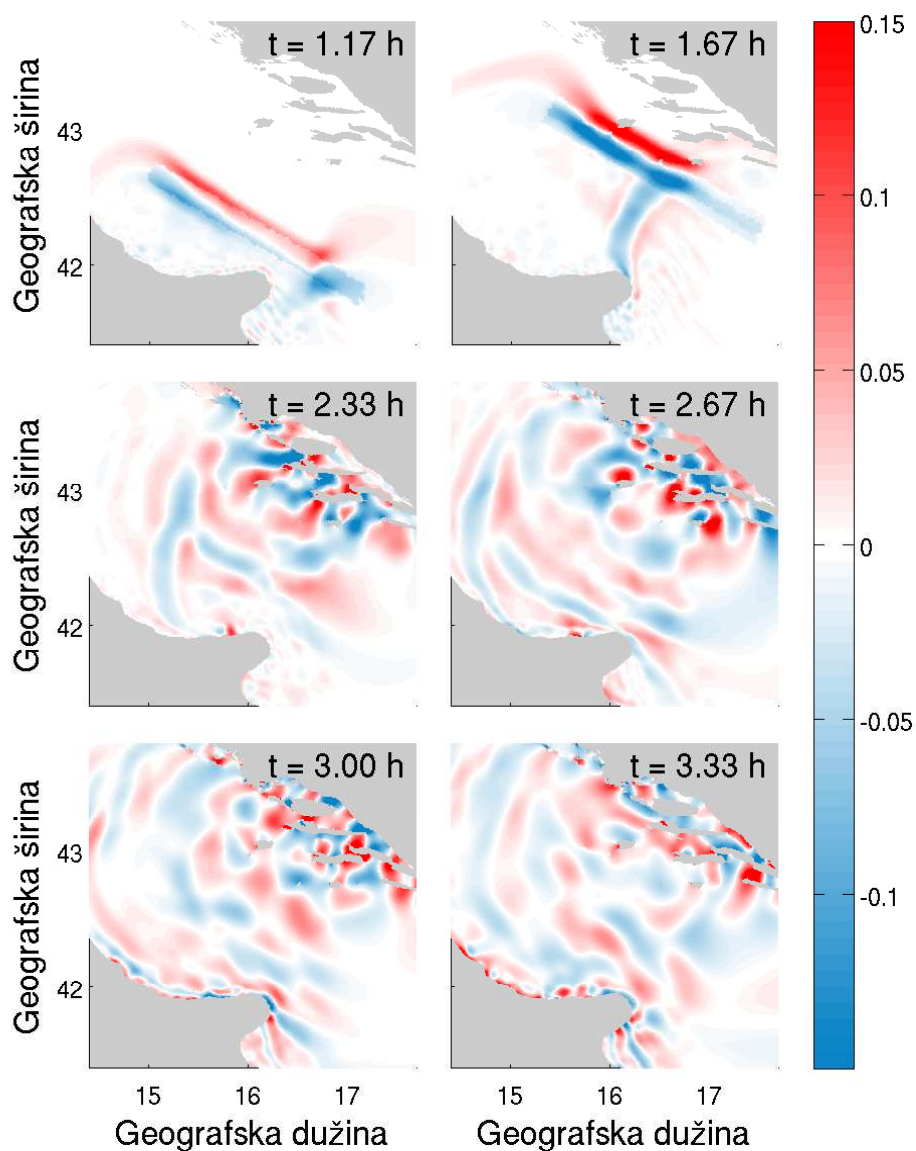 t = 1.17 h
t = 1.67 h
Geografska širina
43
42
t = 2.33 h
t = 2.67 h
Geografska širina
43
42
t = 3.00 h
t = 3.33 h
Geografska širina
43
42
15
16
17
15
16
17
Geografska dužina
Geografska dužina
0.15
0.1
0.05
0
-0.05
-0.1